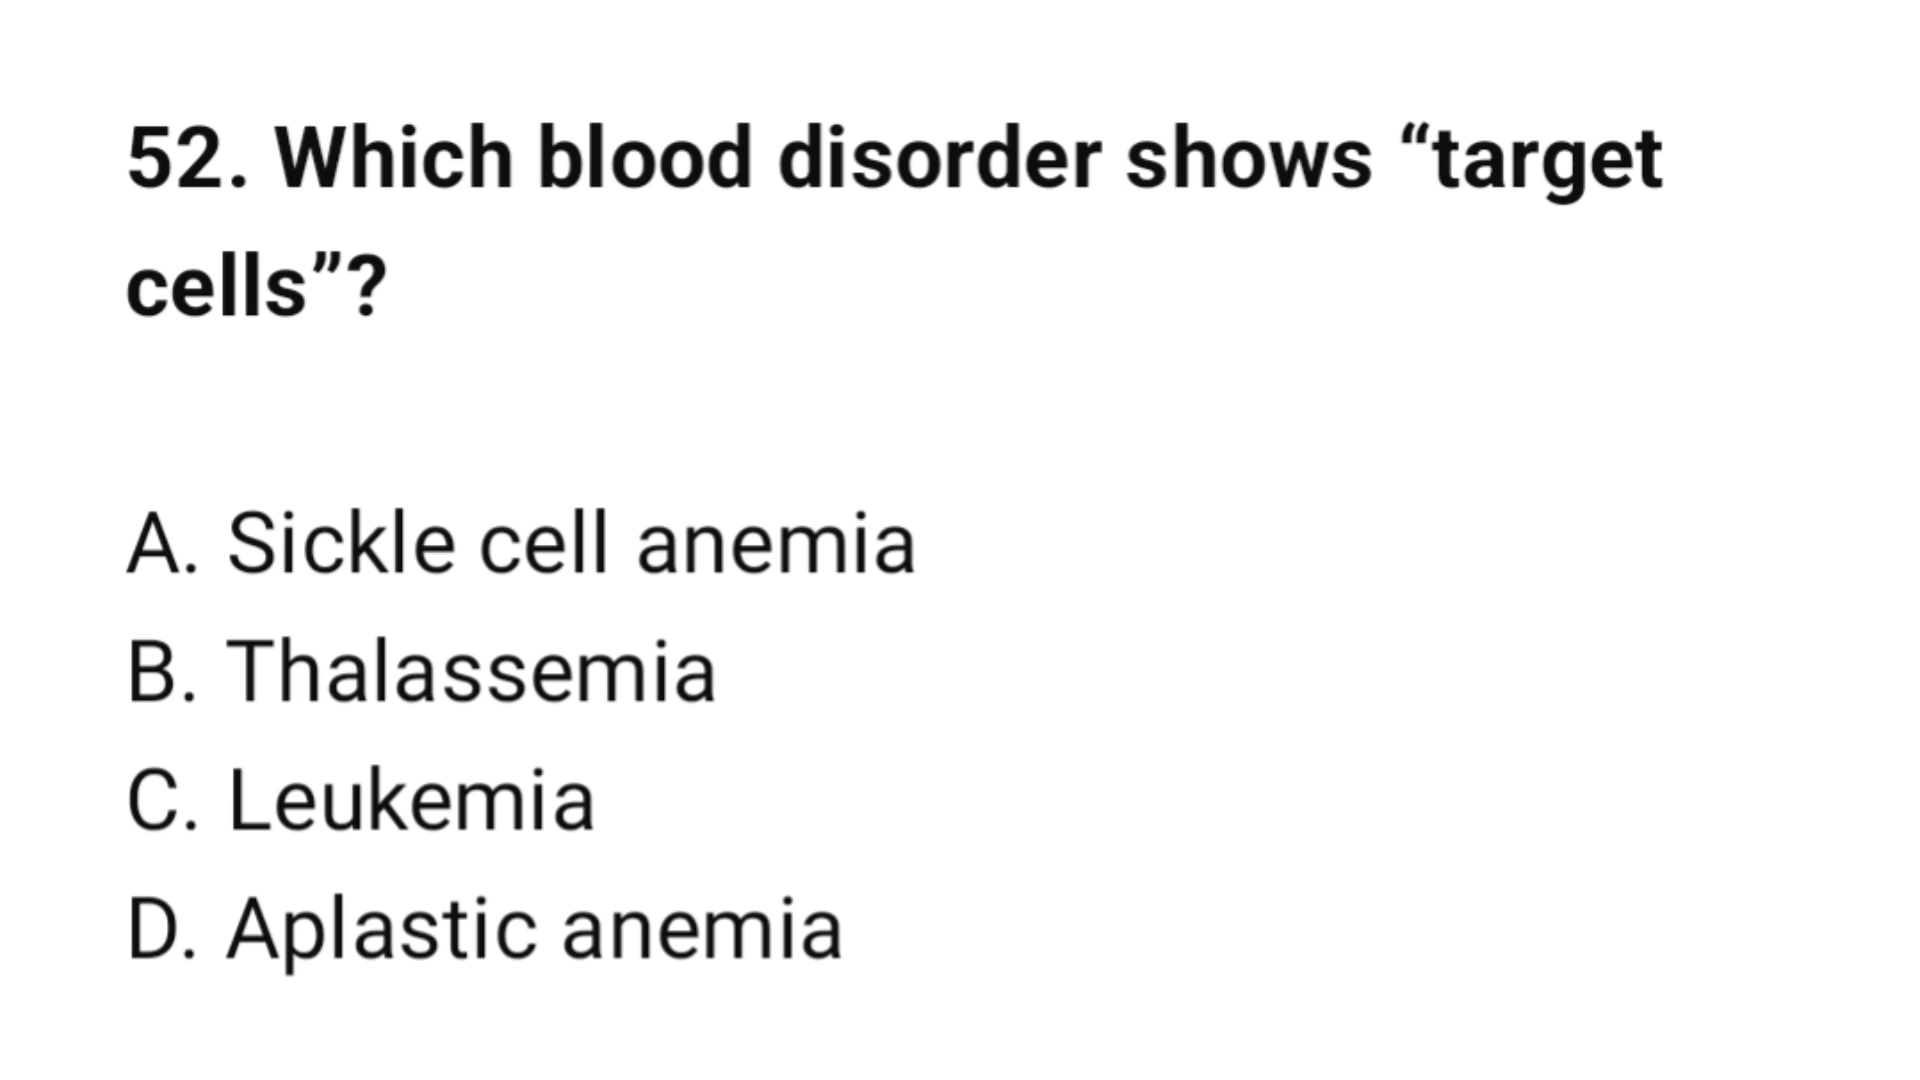 52. Which blood disorder shows “target
cells”?
A. Sickle cell anemia
B. Thalassemia
C. Leukemia
D. Aplastic anemia